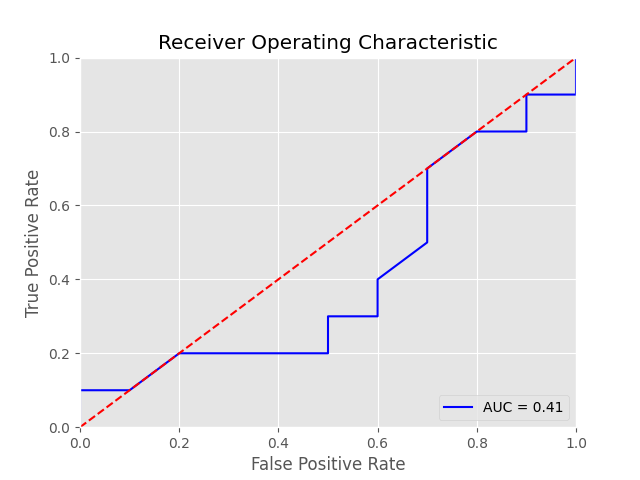 Receiver Operating Characteristic
1.0
0.8
0.6
0.4
0.2
0.0
True Positive Rate
AUC = 0.41
0.0 0.2 0.4 0.6 0.8 1.0
False Positive Rate